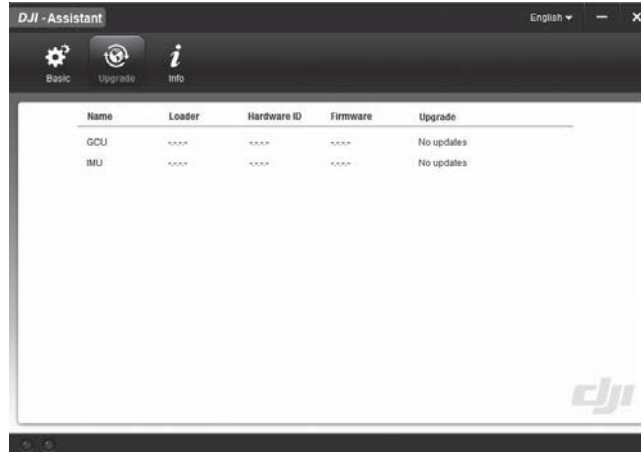 DJI - Assistant English
Basic Upgrade Info
Name Loader Hardware ID Firmware Upgrade
GCU -.-.-.- -.-.-.- -.-.-.- No updates
IMU -.-.-.- -.-.-.- -.-.-.- No updates
dji